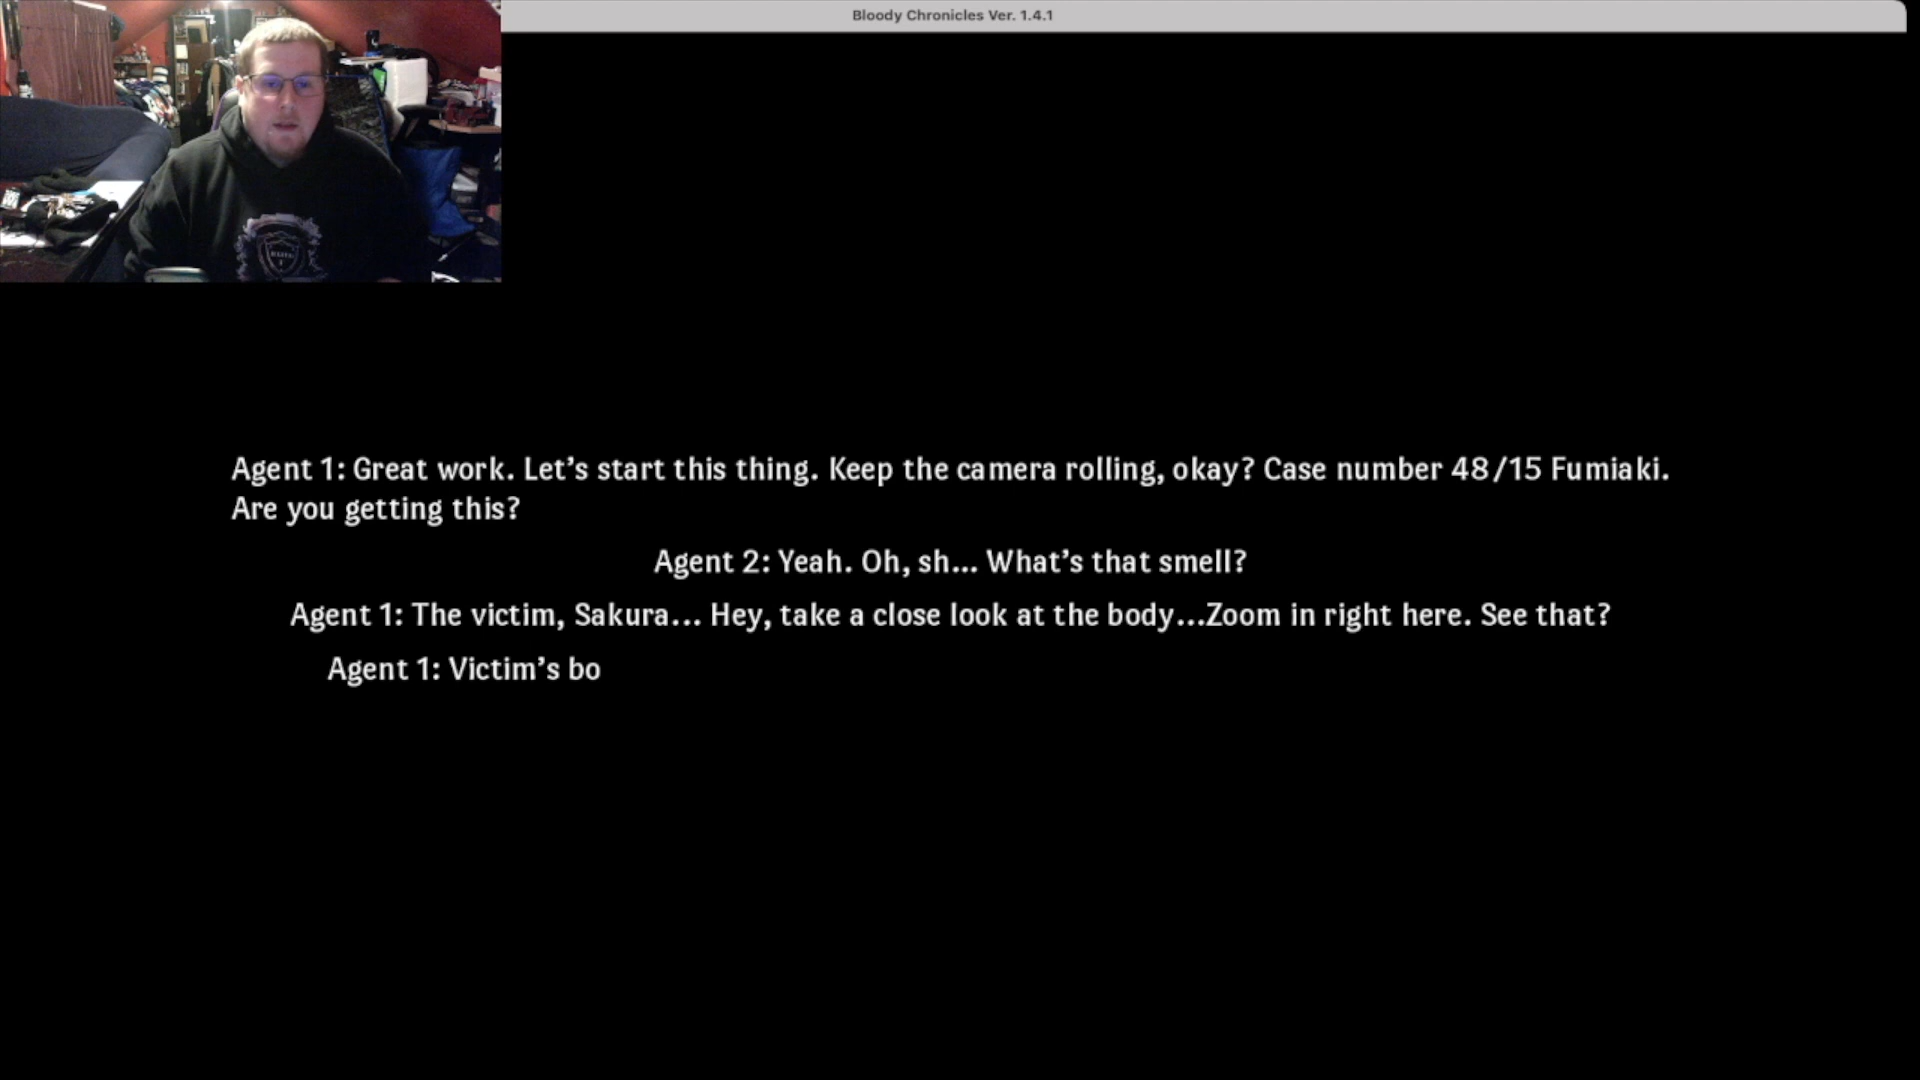 Bloody Chronicles Ver. 1.4.1
Agent 1: Great work. Let's start this thing. Keep the camera rolling, okay? Case number 48/15 Fumiaki.
Are you getting this?
Agent 2: Yeah. Oh, sh... What's that smell?
Agent 1: The victim, Sakura... Hey, take a close look at the body...Zoom in right here. See that?
Agent 1: Victim's bo